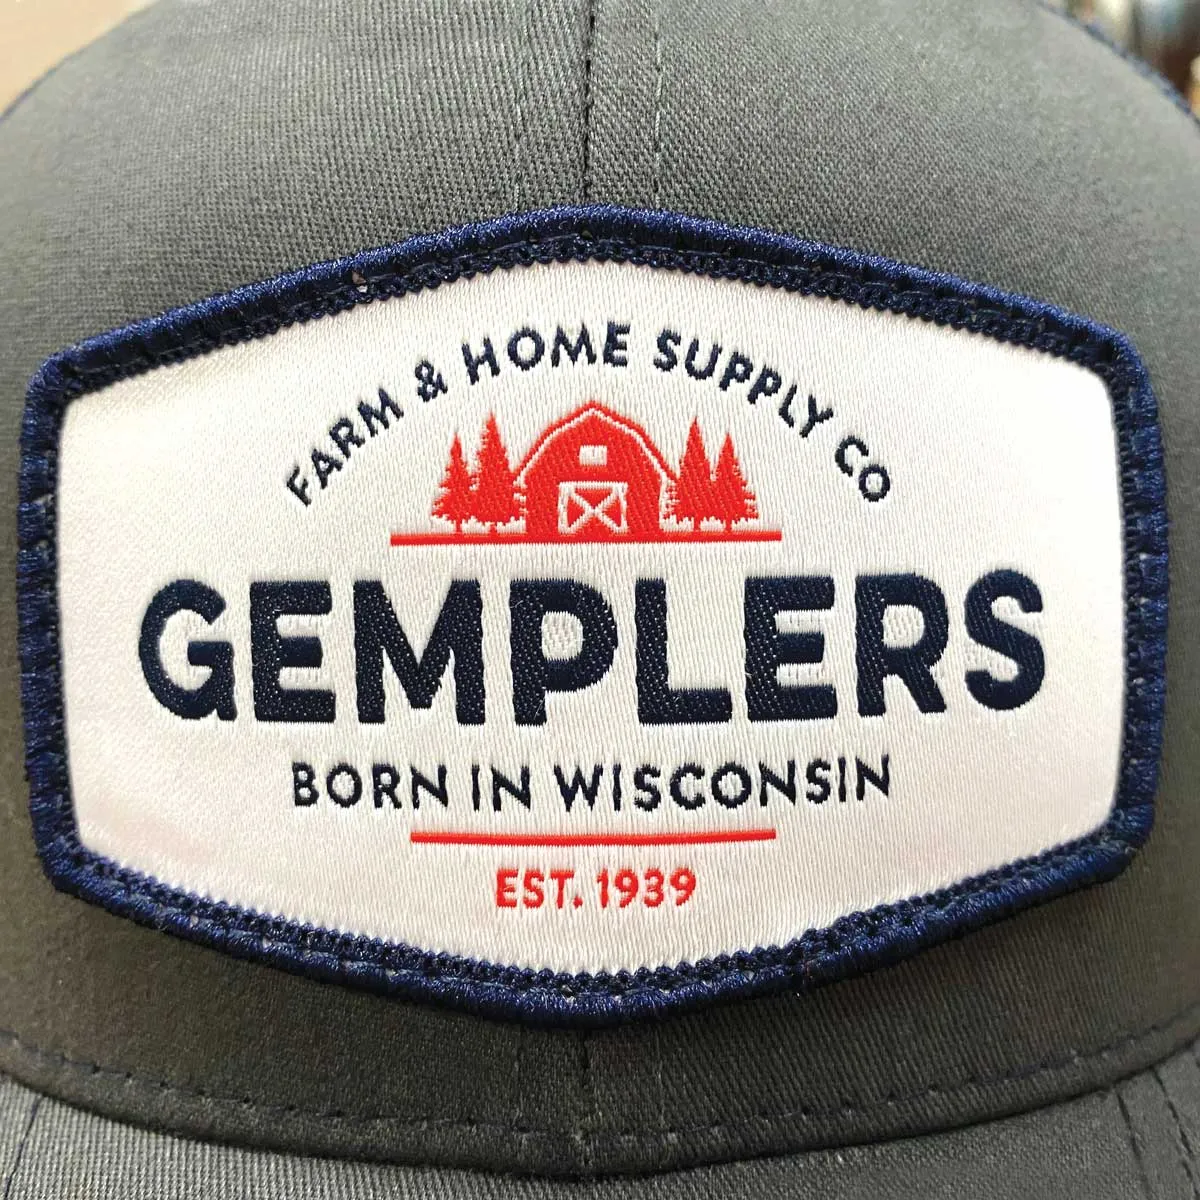 FARM & HOME SUPPLY CO
GEMPLERS
BORN IN WISCONSIN
EST. 1939